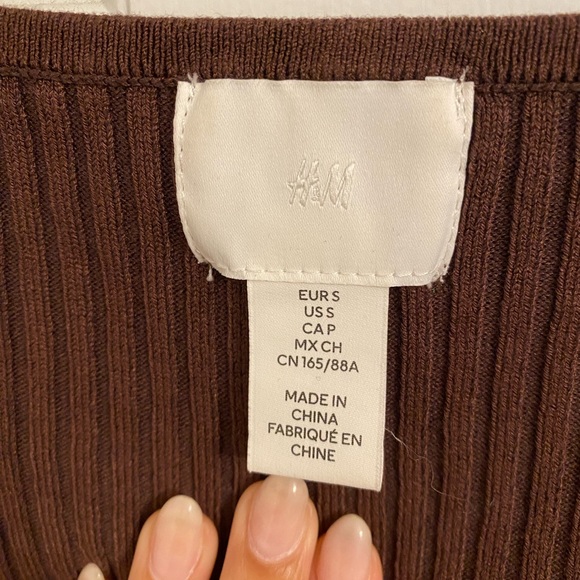 H&M
EUR S
US S
CA P
MX CH
CN 165/88A
MADE IN
CHINA
FABRIQUÉ EN
CHINE